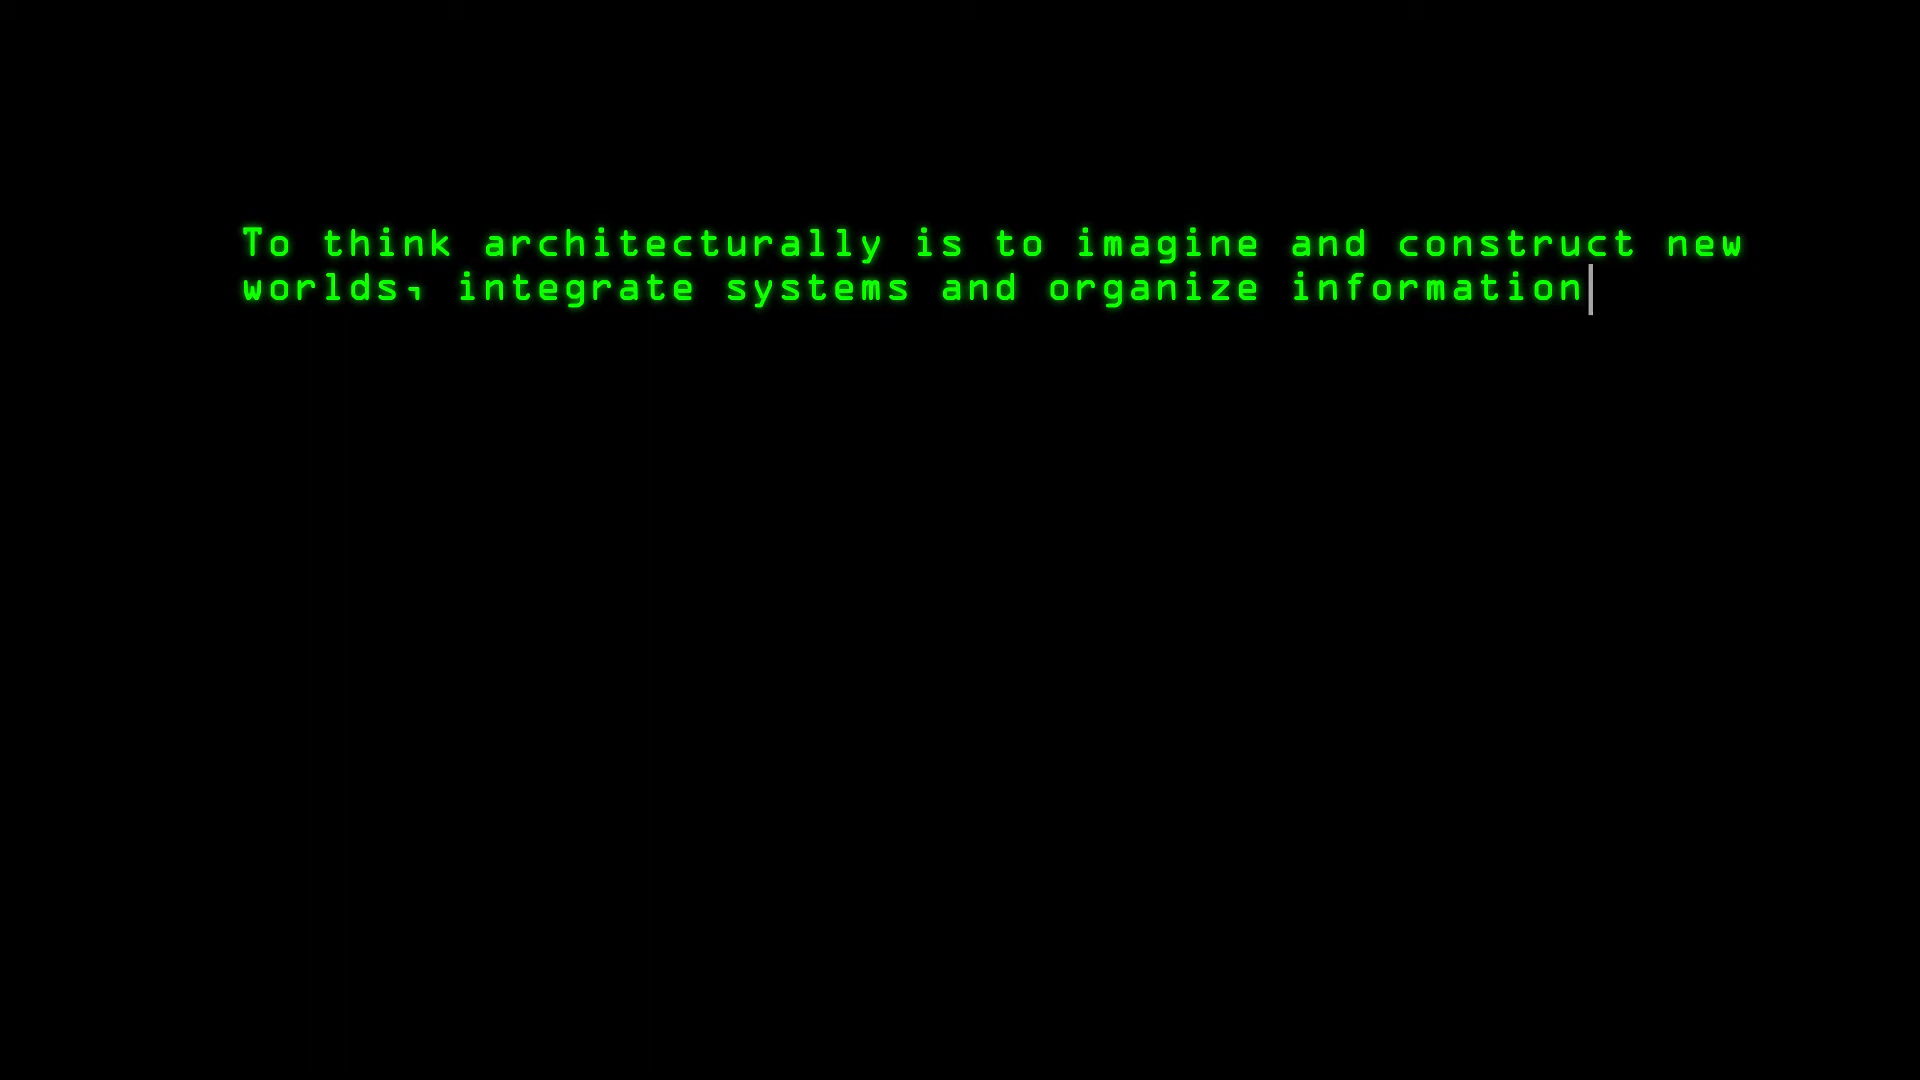 To think architecturally is to imagine and construct new
worlds, integrate systems and organize information